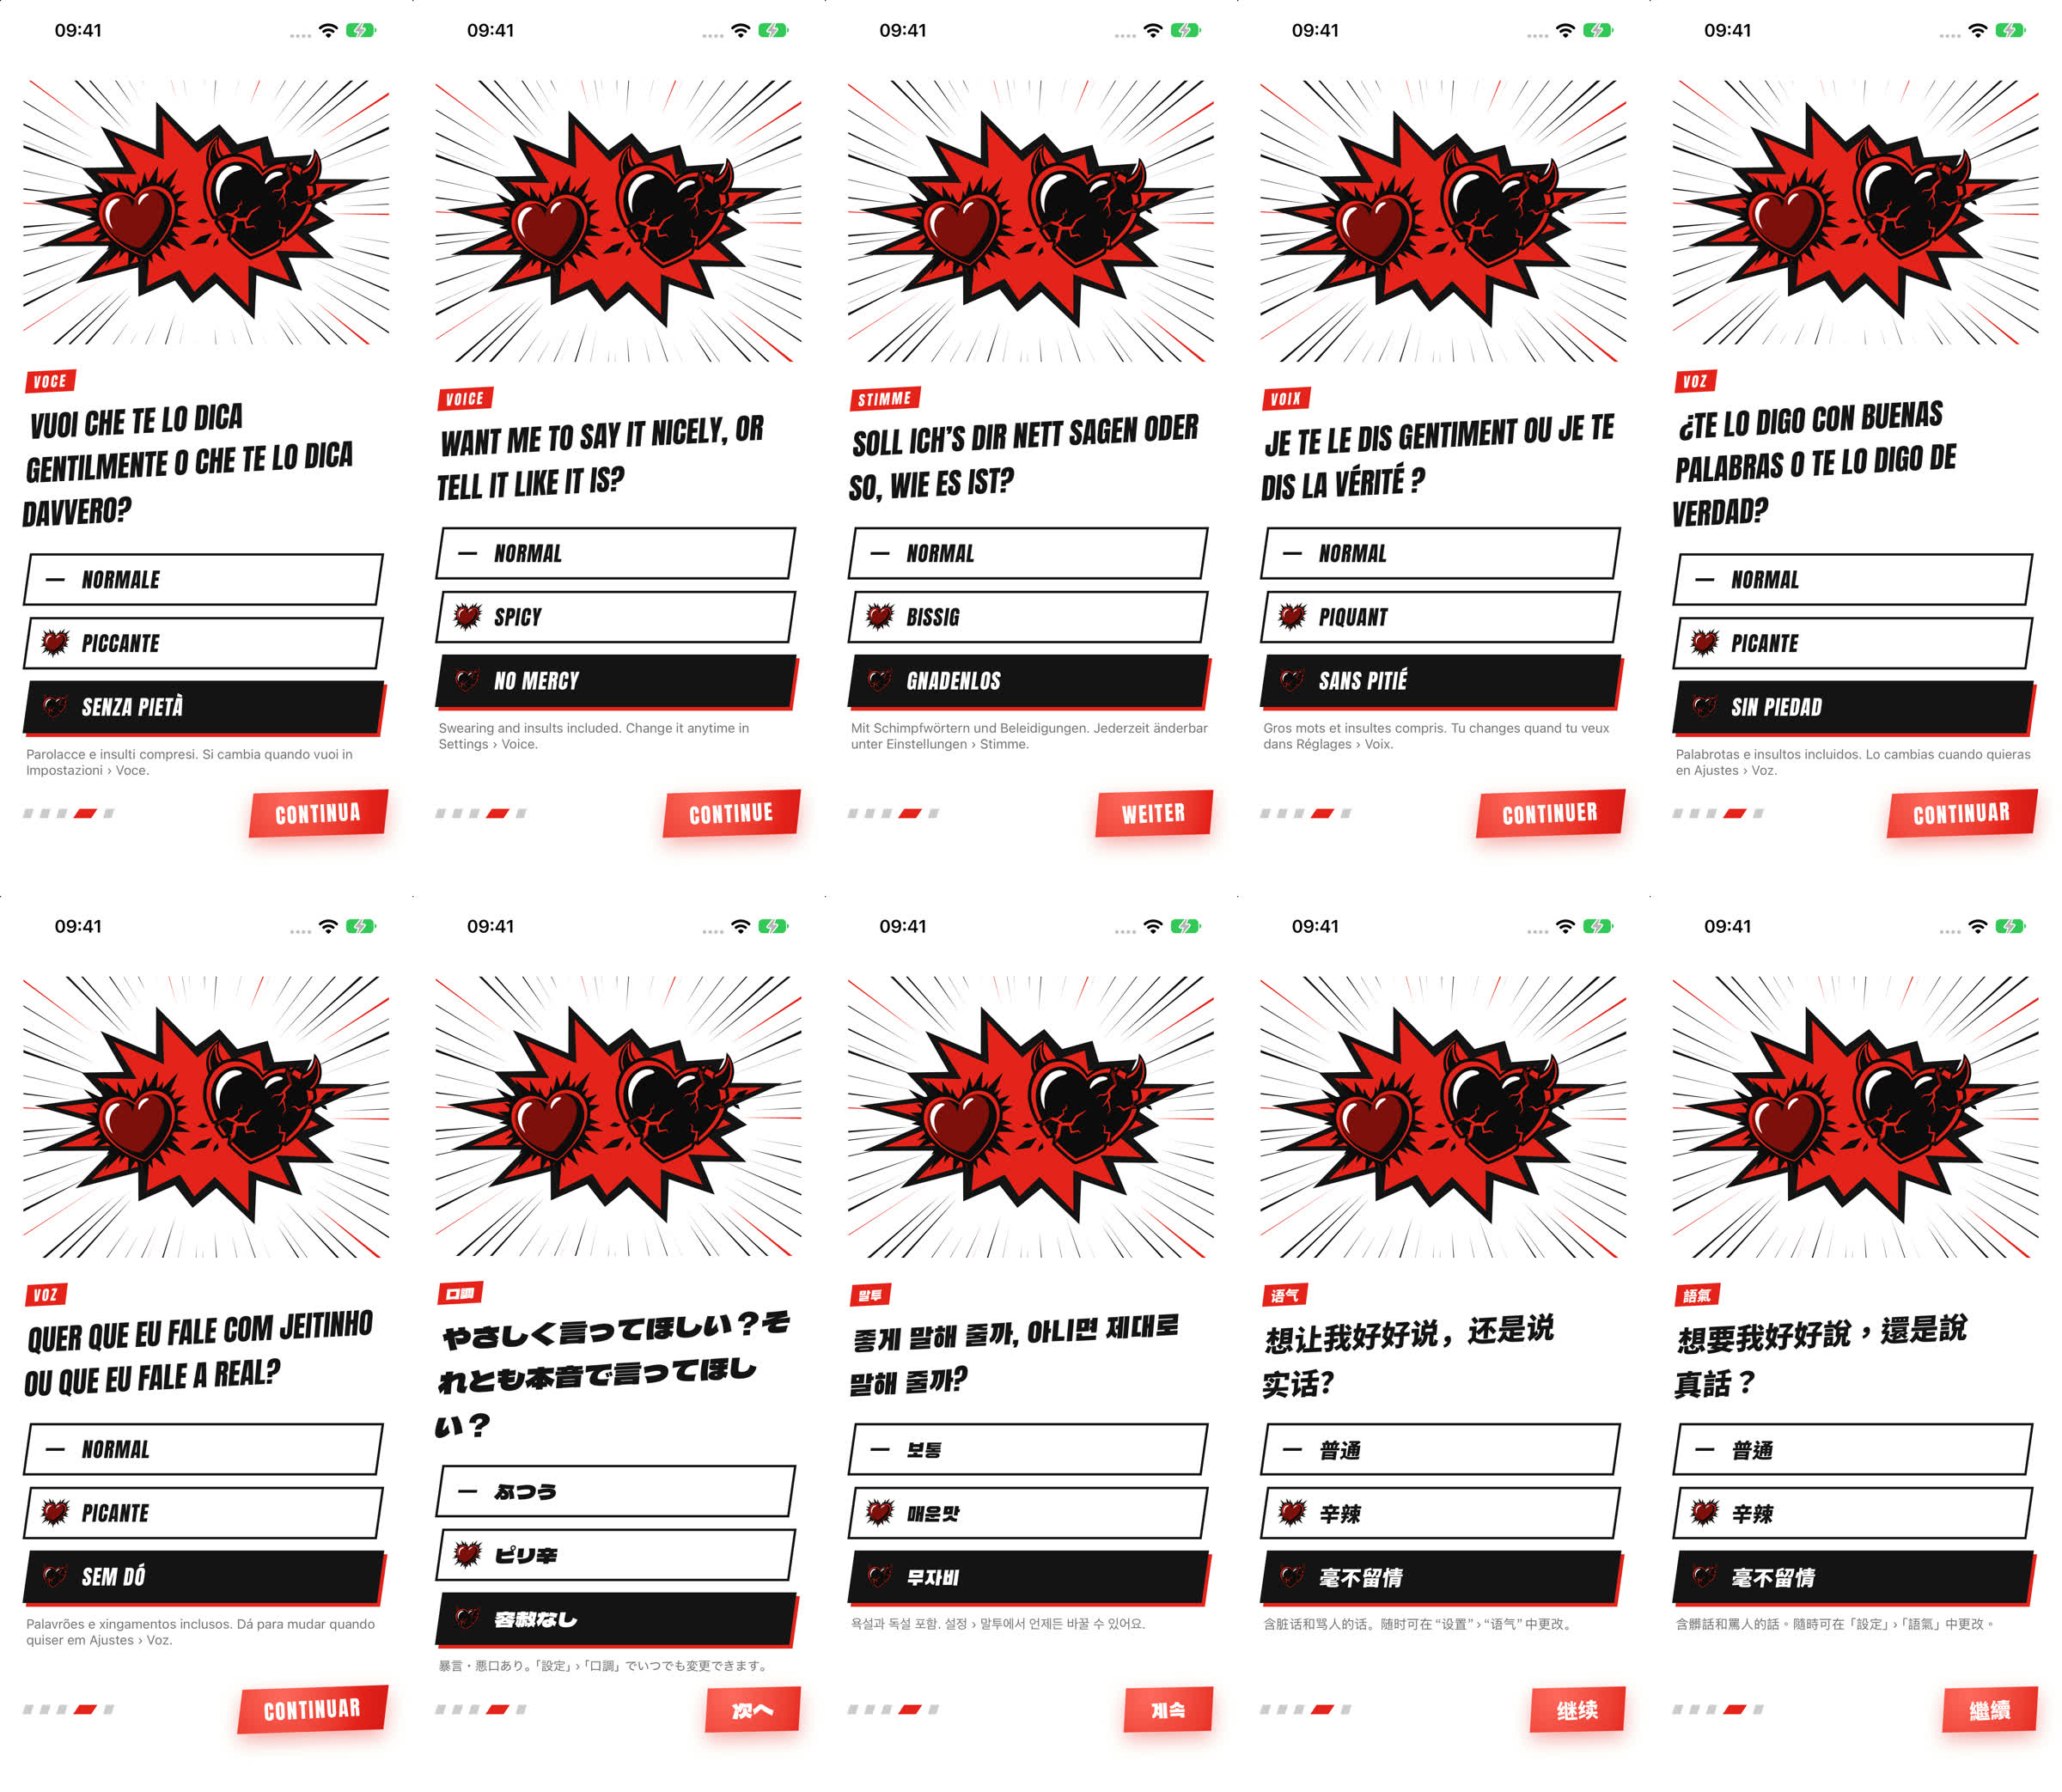 09:41
VOCE
VUOI CHE TE LO DICA
GENTILMENTE O CHE TE LO DICA
DAVVERO?
— NORMALE
PICCANTE
SENZA PIETÀ
Parolacce e insulti compresi. Si cambia quando vuoi in
Impostazioni › Voce.
CONTINUA
09:41
VOICE
WANT ME TO SAY IT NICELY, OR
TELL IT LIKE IT IS?
— NORMAL
SPICY
NO MERCY
Swearing and insults included. Change it anytime in
Settings › Voice.
CONTINUE
09:41
STIMME
SOLL ICH’S DIR NETT SAGEN ODER
SO, WIE ES IST?
— NORMAL
BISSIG
GNADENLOS
Mit Schimpfwörtern und Beleidigungen. Jederzeit änderbar
unter Einstellungen › Stimme.
WEITER
09:41
VOIX
JE TE LE DIS GENTIMENT OU JE TE
DIS LA VÉRITÉ ?
— NORMAL
PIQUANT
SANS PITIÉ
Gros mots et insultes compris. Tu changes quand tu veux
dans Réglages › Voix.
CONTINUER
09:41
VOZ
¿TE LO DIGO CON BUENAS
PALABRAS O TE LO DIGO DE
VERDAD?
— NORMAL
PICANTE
SIN PIEDAD
Palabrotas e insultos incluidos. Lo cambias cuando quieras
en Ajustes › Voz.
CONTINUAR
09:41
VOZ
QUER QUE EU FALE COM JEITINHO
OU QUE EU FALE A REAL?
— NORMAL
PICANTE
SEM DÓ
Palavrões e xingamentos inclusos. Dá para mudar quando
quiser em Ajustes › Voz.
CONTINUAR
09:41
口調
やさしく言ってほしい？そ
れとも本音で言ってほし
い？
— ふつう
ピリ辛
容赦なし
暴言・悪口あり。「設定」›「口調」でいつでも変更できます。
次へ
09:41
말투
좋게 말해 줄까, 아니면 제대로
말해 줄까?
— 보통
매운맛
무자비
욕설과 독설 포함. 설정 › 말투에서 언제든 바꿀 수 있어요.
계속
09:41
语气
想让我好好说，还是说
实话？
— 普通
辛辣
毫不留情
含脏话和骂人的话。随时可在“设置”›“语气”中更改。
继续
09:41
語氣
想要我好好說，還是說
真話？
— 普通
辛辣
毫不留情
含髒話和罵人的話。隨時可在「設定」›「語氣」中更改。
繼續